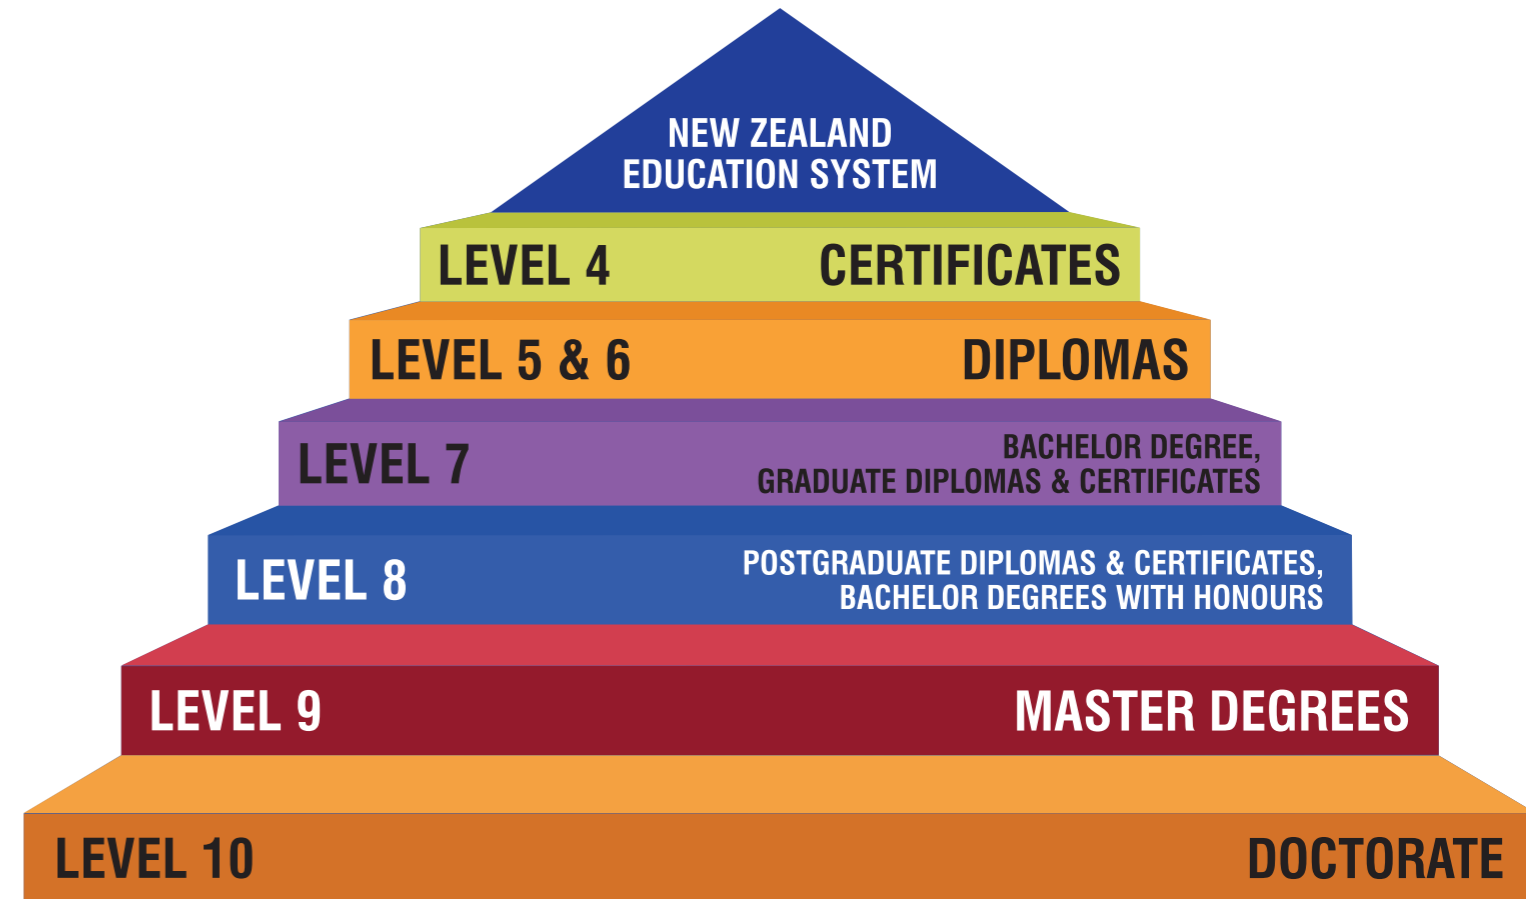 NEW ZEALAND
EDUCATION SYSTEM
LEVEL 4 CERTIFICATES
LEVEL 5 & 6 DIPLOMAS
LEVEL 7
BACHELOR DEGREE,
GRADUATE DIPLOMAS & CERTIFICATES
LEVEL 8
POSTGRADUATE DIPLOMAS & CERTIFICATES,
BACHELOR DEGREES WITH HONOURS
LEVEL 9 MASTER DEGREES
LEVEL 10 DOCTORATE